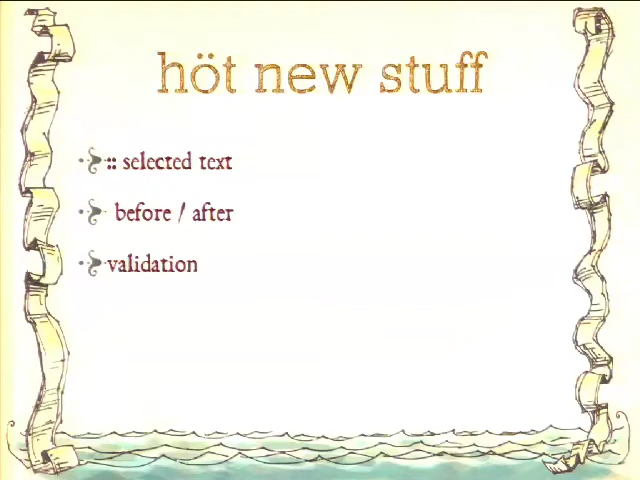 höt new stuff
:: selected text
before / after
validation